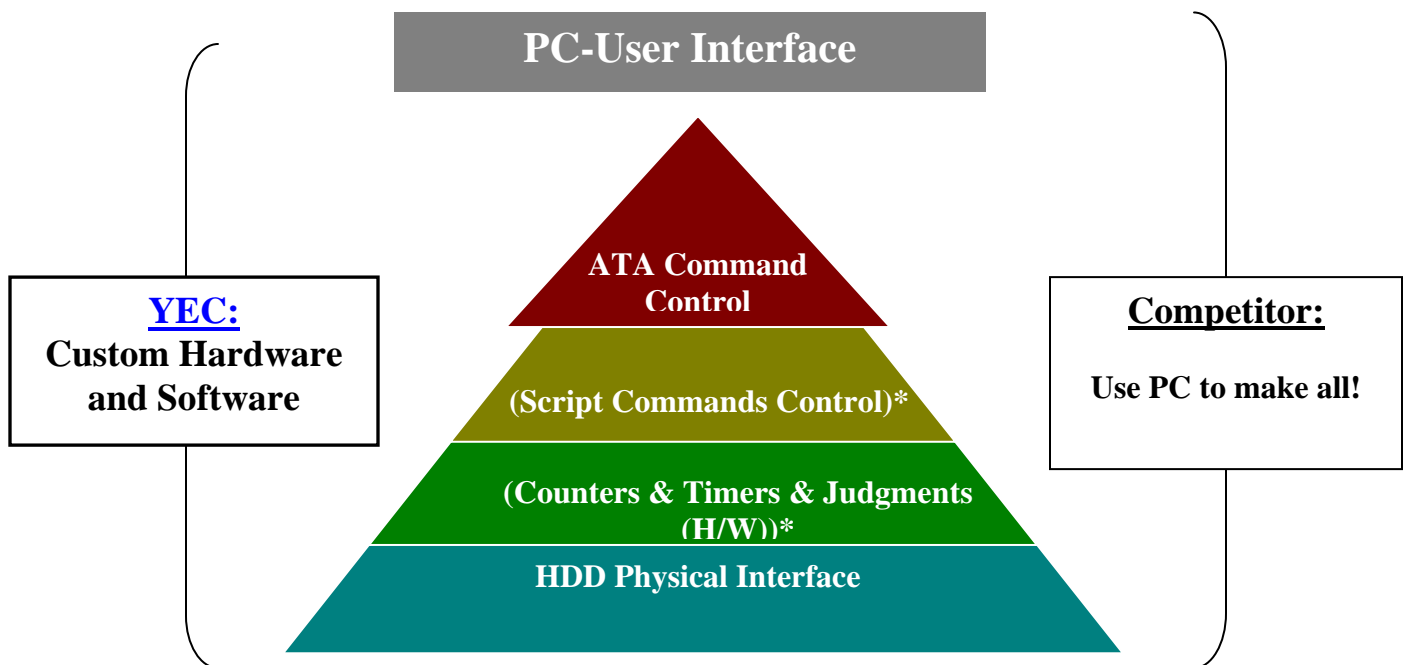 PC-User Interface
ATA Command
Control
YEC:
Custom Hardware
and Software
Competitor:
Use PC to make all!
(Script Commands Control)*
(Counters & Timers & Judgments
(H/W))*
HDD Physical Interface